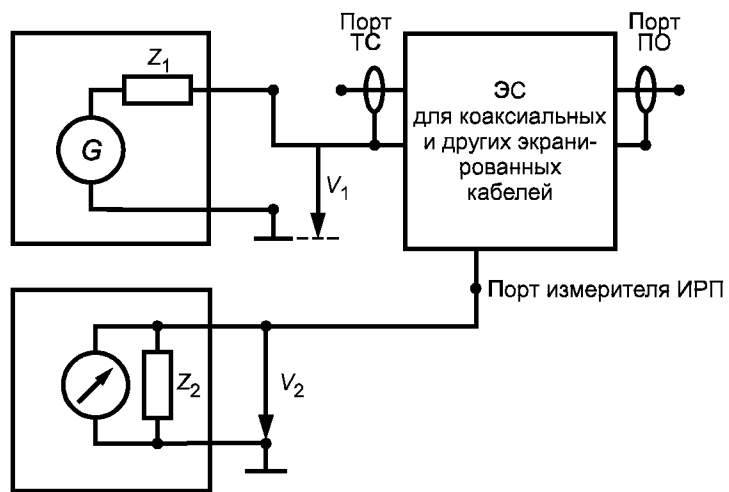 Порт
ТС
Порт
ПО
Z1
G
V1
ЭС
для коаксиальных
и других экрани-
рованных
кабелей
Порт измерителя ИРП
Z2
V2